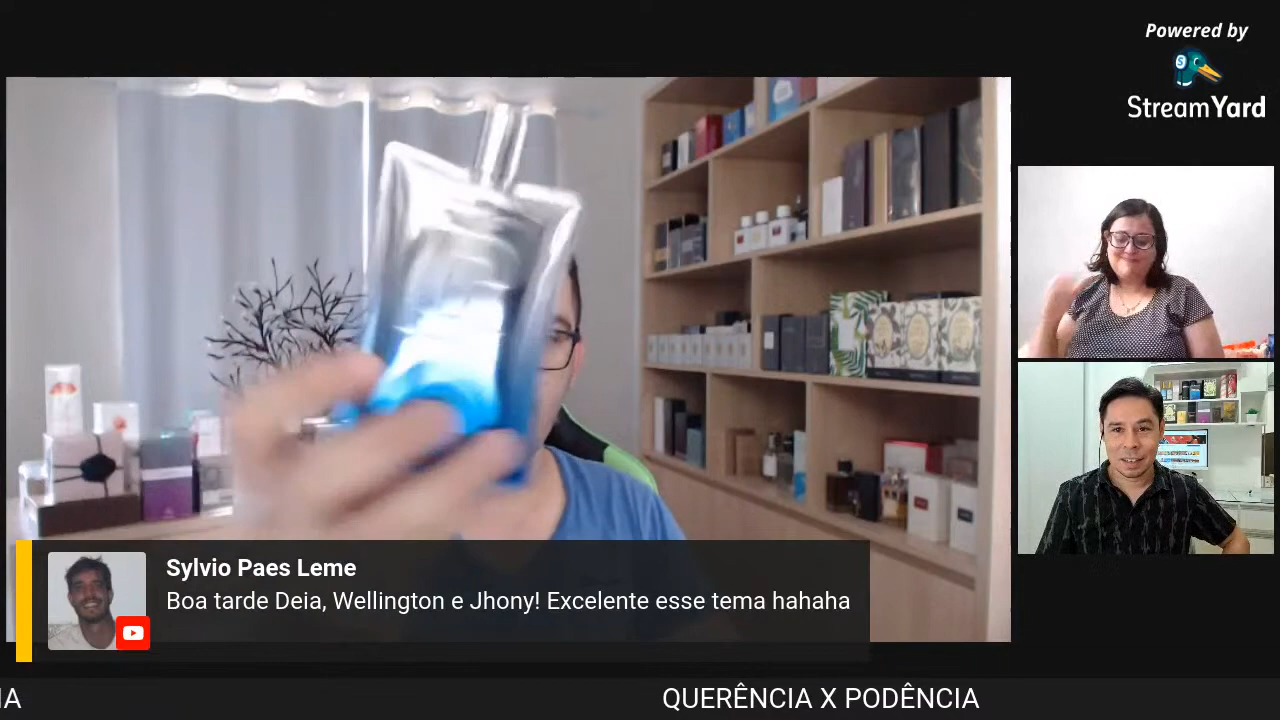 Powered by
StreamYard
Sylvio Paes Leme
Boa tarde Deia, Wellington e Jhony! Excelente esse tema hahaha
IA
QUERÊNCIA X PODÊNCIA